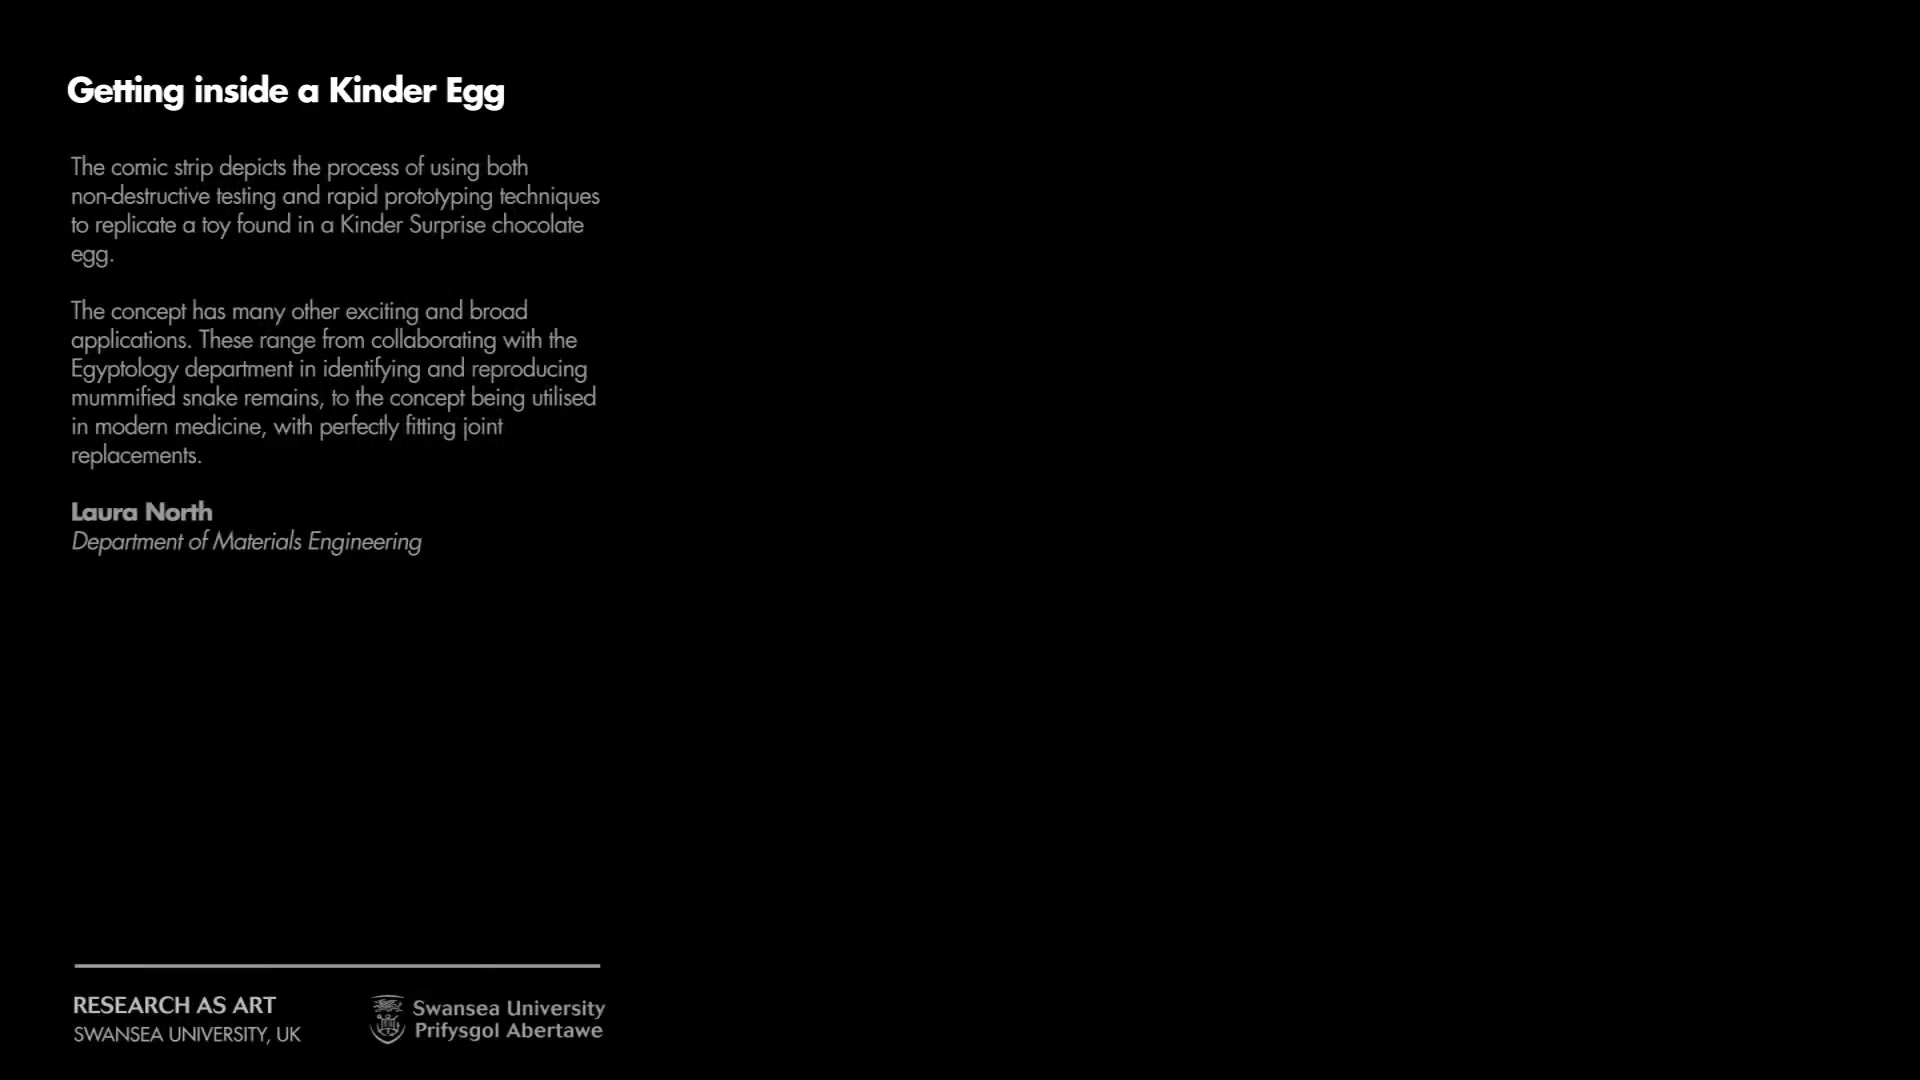 Getting inside a Kinder Egg
The comic strip depicts the process of using both
non-destructive testing and rapid prototyping techniques
to replicate a toy found in a Kinder Surprise chocolate
egg.
The concept has many other exciting and broad
applications. These range from collaborating with the
Egyptology department in identifying and reproducing
mummified snake remains, to the concept being utilised
in modern medicine, with perfectly fitting joint
replacements.
Laura North
Department of Materials Engineering
RESEARCH AS ART
SWANSEA UNIVERSITY, UK
Swansea University
Prifysgol Abertawe